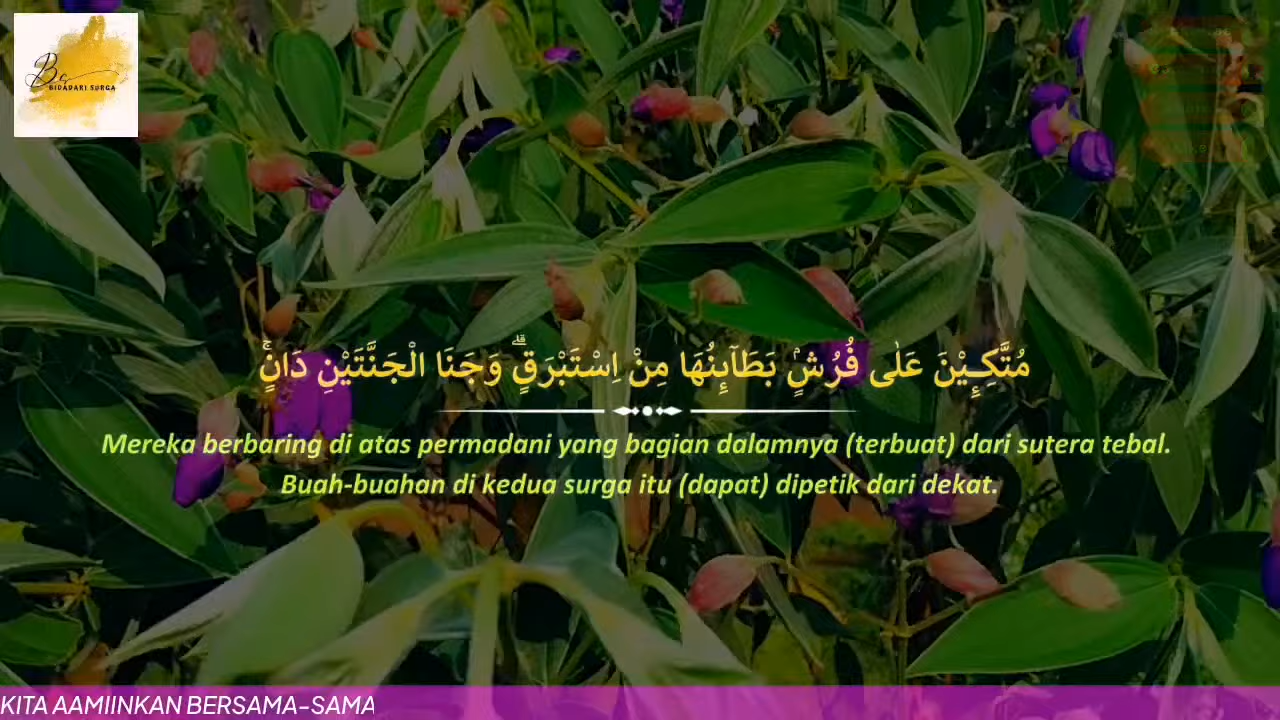 Bs
BIDADARI SURGA
مُتَّكِـِٕيْنَ عَلٰى فُرُشٍۢ بَطَاۤىِٕنُهَا مِنْ اِسْتَبْرَقٍۗ وَجَنَا الْجَنَّتَيْنِ دَانٍۚ
Mereka berbaring di atas permadani yang bagian dalamnya (terbuat) dari sutera tebal.
Buah-buahan di kedua surga itu (dapat) dipetik dari dekat.
KITA AAMIINKAN BERSAMA-SAMA